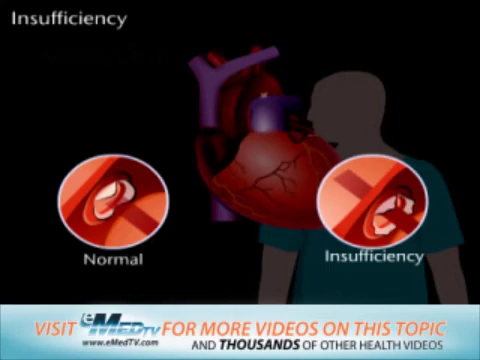 Insufficiency
Normal
Insufficiency
VISIT eMEDTV FOR MORE VIDEOS ON THIS TOPIC
www.eMedTV.com AND THOUSANDS OF OTHER HEALTH VIDEOS